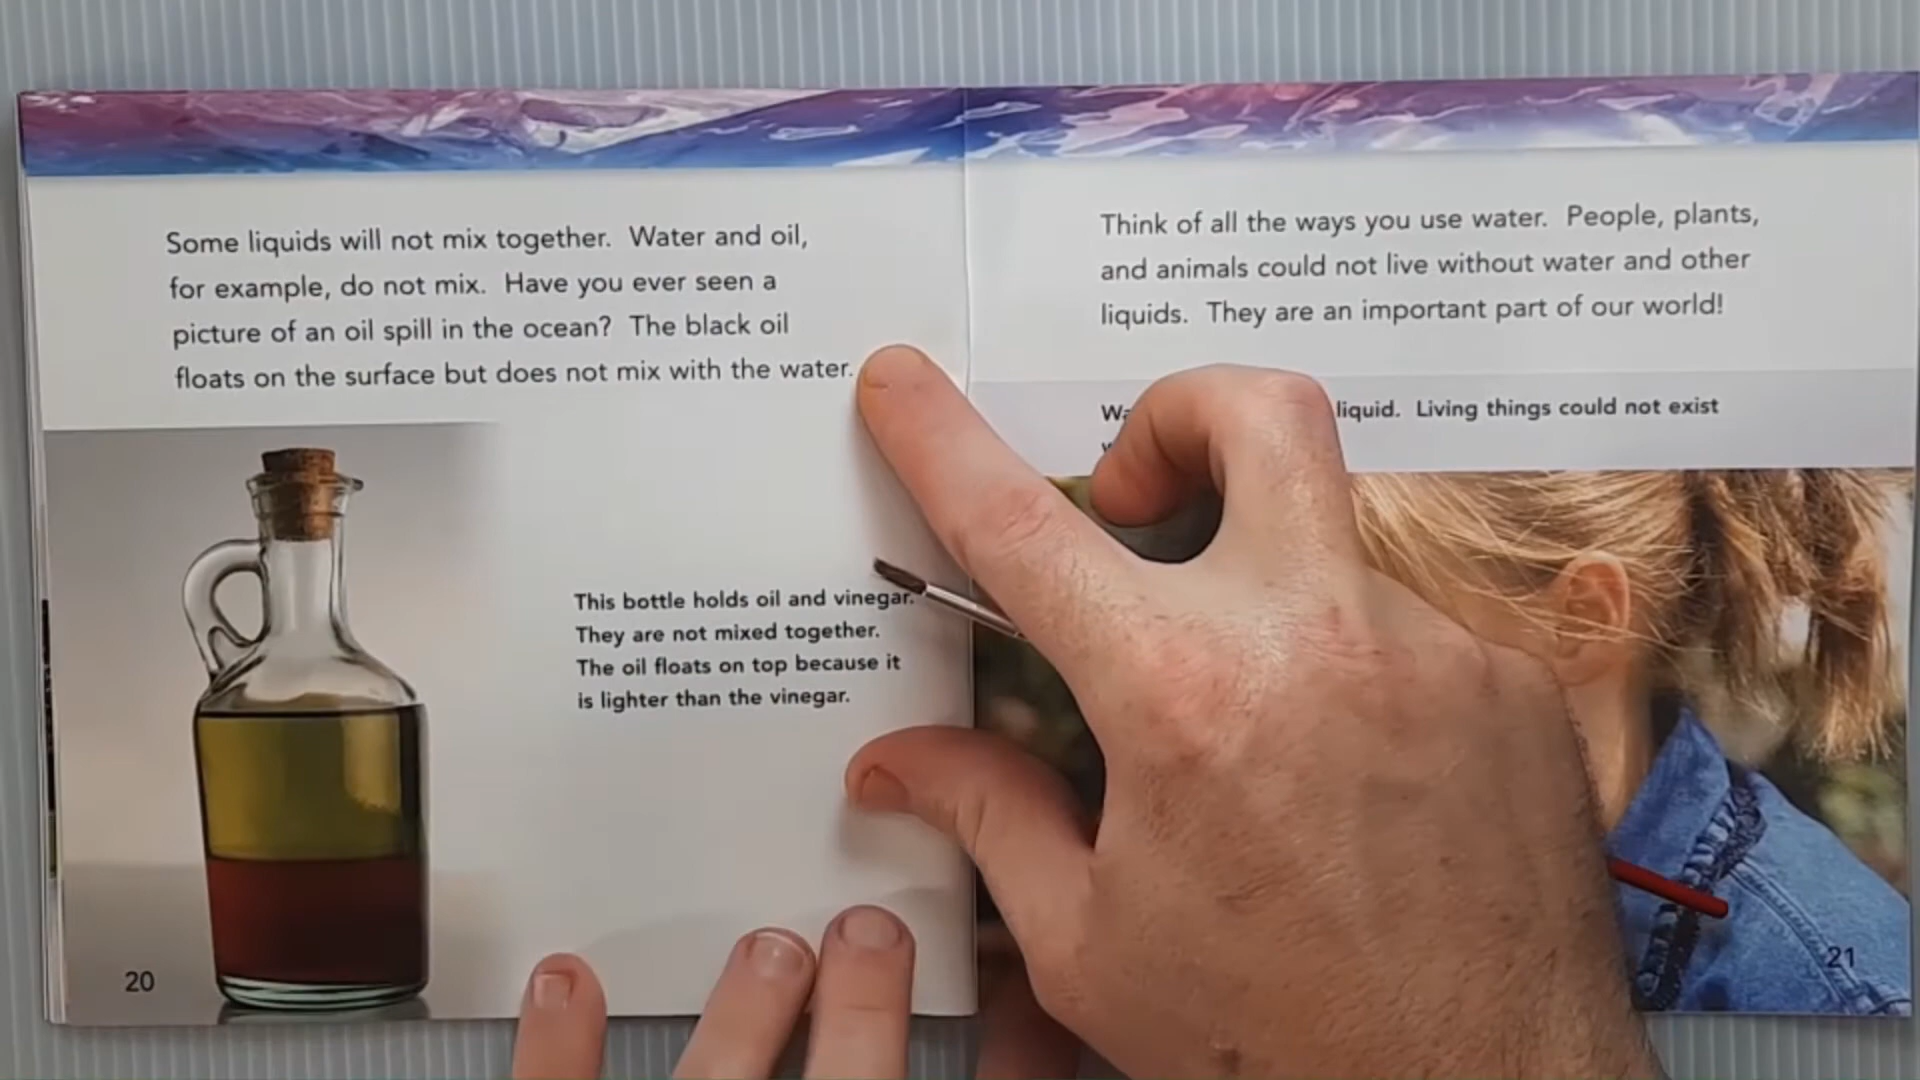 Some liquids will not mix together. Water and oil,
for example, do not mix. Have you ever seen a
picture of an oil spill in the ocean? The black oil
floats on the surface but does not mix with the water.
This bottle holds oil and vinegar.
They are not mixed together.
The oil floats on top because it
is lighter than the vinegar.
20
Think of all the ways you use water. People, plants,
and animals could not live without water and other
liquids. They are an important part of our world!
liquid. Living things could not exist
21